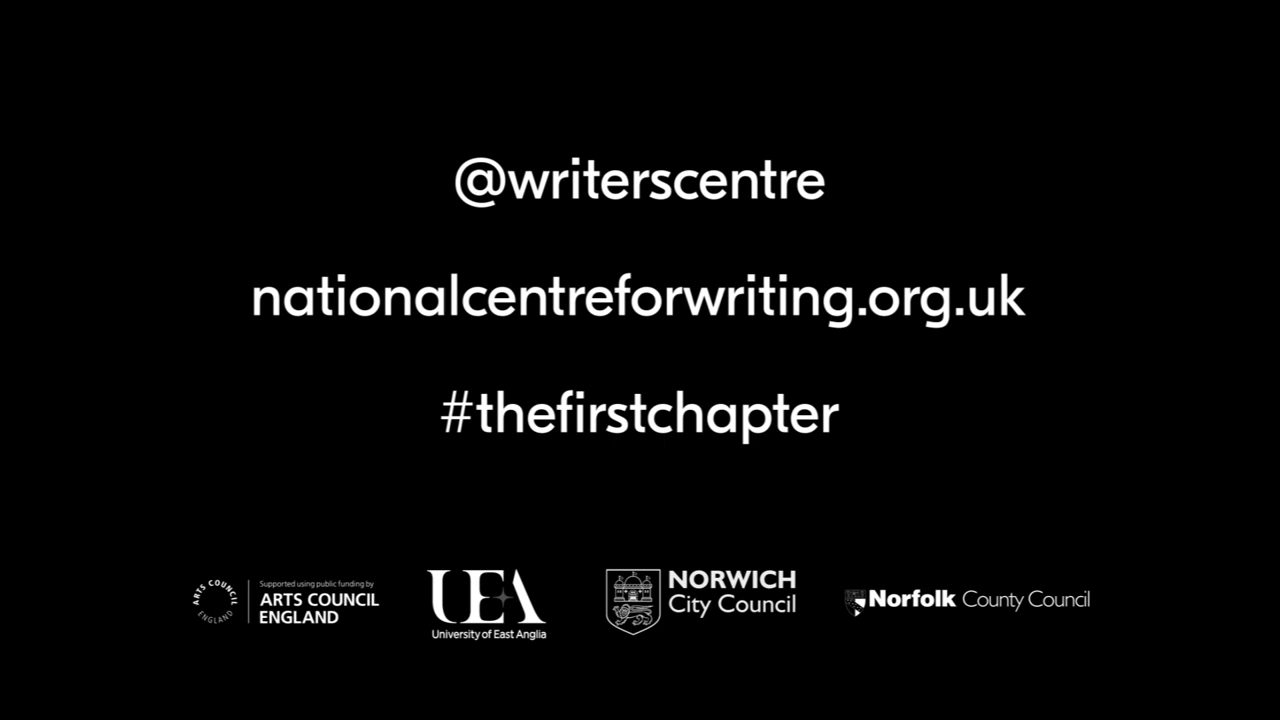 @writerscentre
nationalcentreforwriting.org.uk
#thefirstchapter
ARTS COUNCIL ENGLAND
Supported using public funding by
ARTS COUNCIL
ENGLAND
UEA
University of East Anglia
NORWICH
City Council
Norfolk County Council